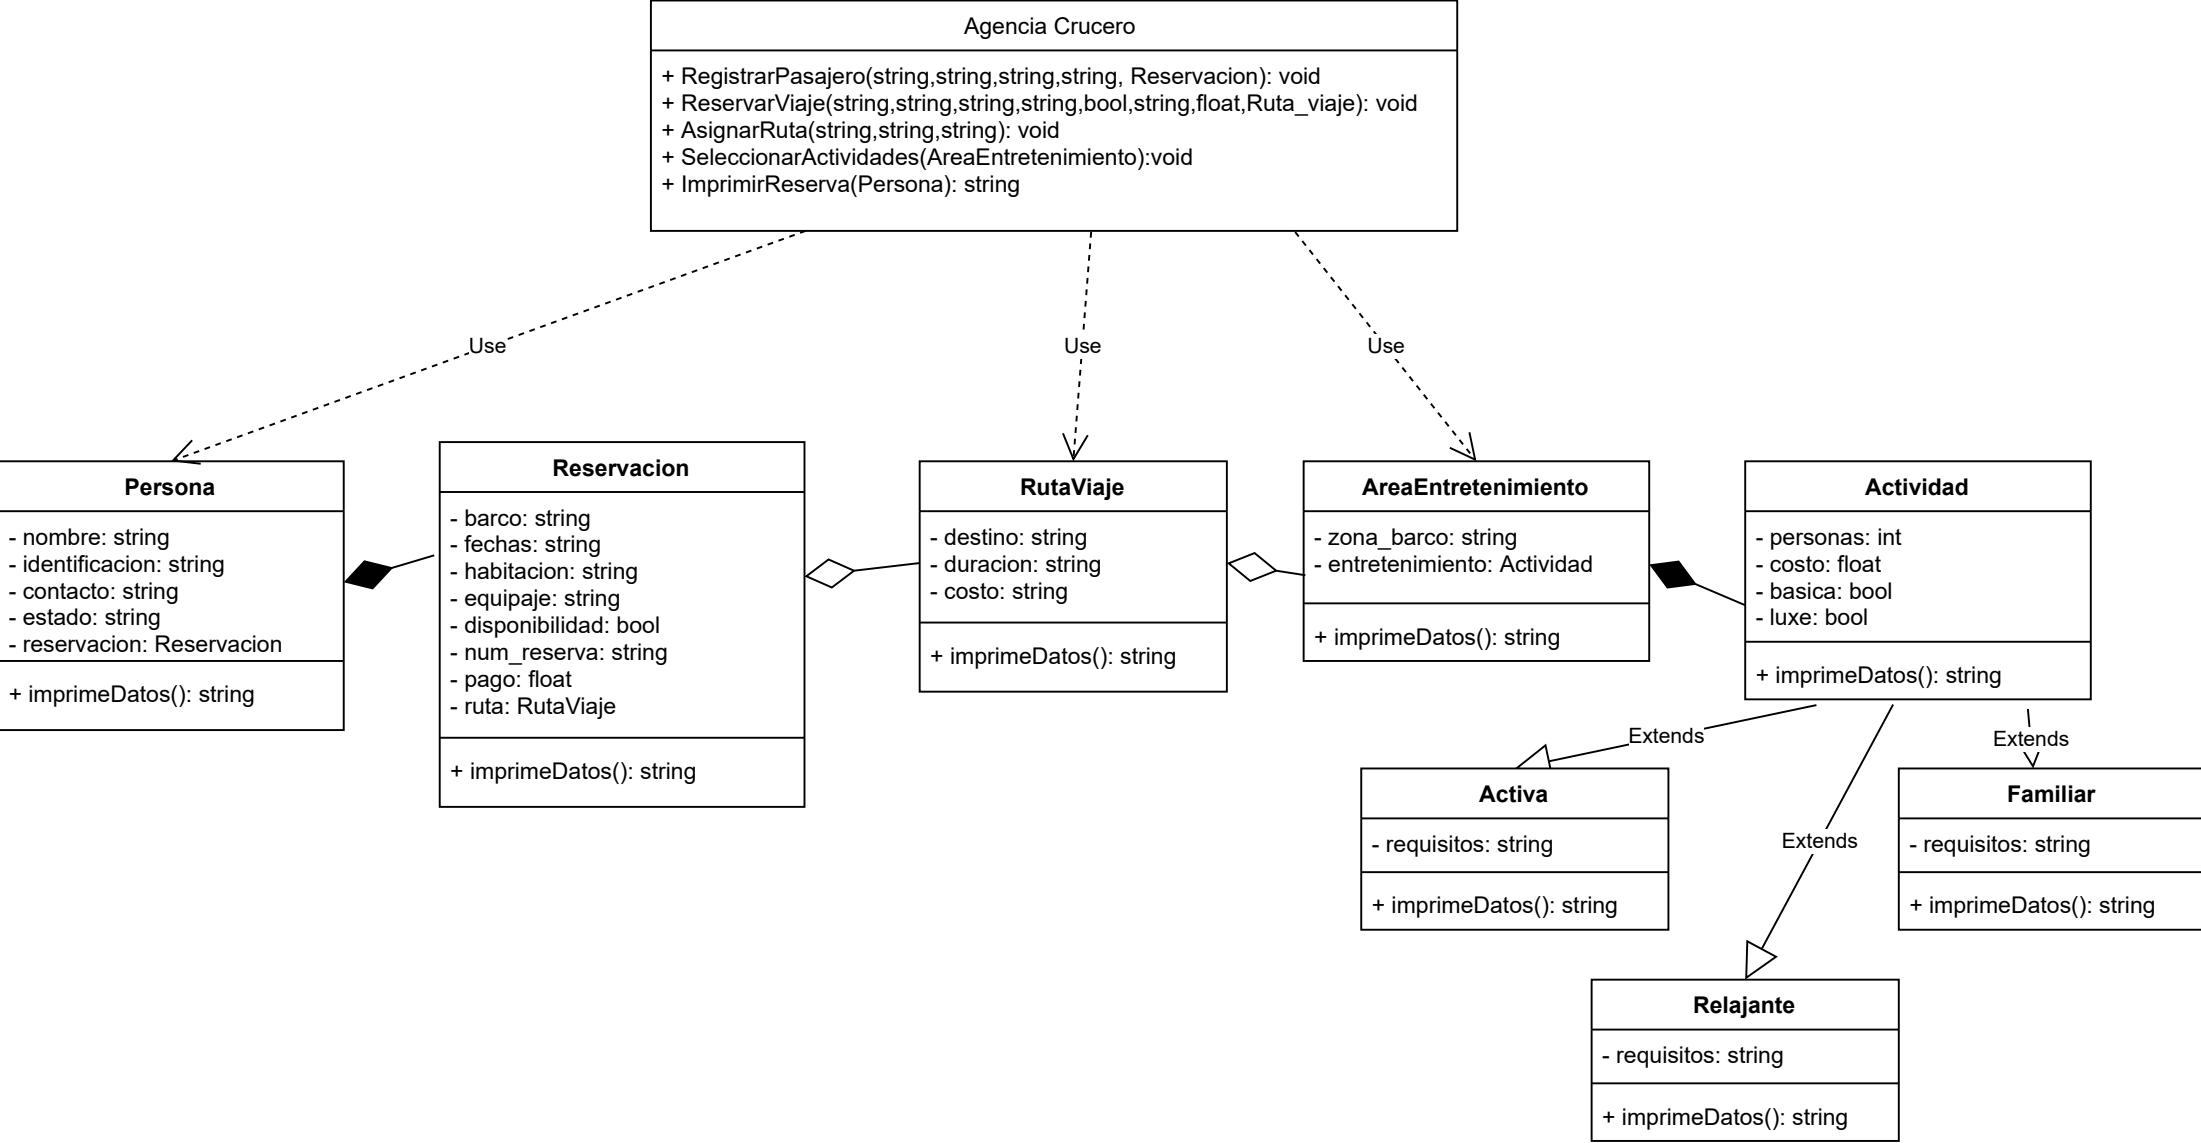 Agencia Crucero
+ RegistrarPasajero(string,string,string,string, Reservacion): void
+ ReservarViaje(string,string,string,string,bool,string,float,Ruta_viaje): void
+ AsignarRuta(string,string,string): void
+ SeleccionarActividades(AreaEntretenimiento):void
+ ImprimirReserva(Persona): string
Use
Use
Use
Persona
- nombre: string
- identificacion: string
- contacto: string
- estado: string
- reservacion: Reservacion
+ imprimeDatos(): string
Reservacion
- barco: string
- fechas: string
- habitacion: string
- equipaje: string
- disponibilidad: bool
- num_reserva: string
- pago: float
- ruta: RutaViaje
+ imprimeDatos(): string
RutaViaje
- destino: string
- duracion: string
- costo: string
+ imprimeDatos(): string
AreaEntretenimiento
- zona_barco: string
- entretenimiento: Actividad
+ imprimeDatos(): string
Actividad
- personas: int
- costo: float
- basica: bool
- luxe: bool
+ imprimeDatos(): string
Extends
Extends
Extends
Activa
- requisitos: string
+ imprimeDatos(): string
Familiar
- requisitos: string
+ imprimeDatos(): string
Relajante
- requisitos: string
+ imprimeDatos(): string